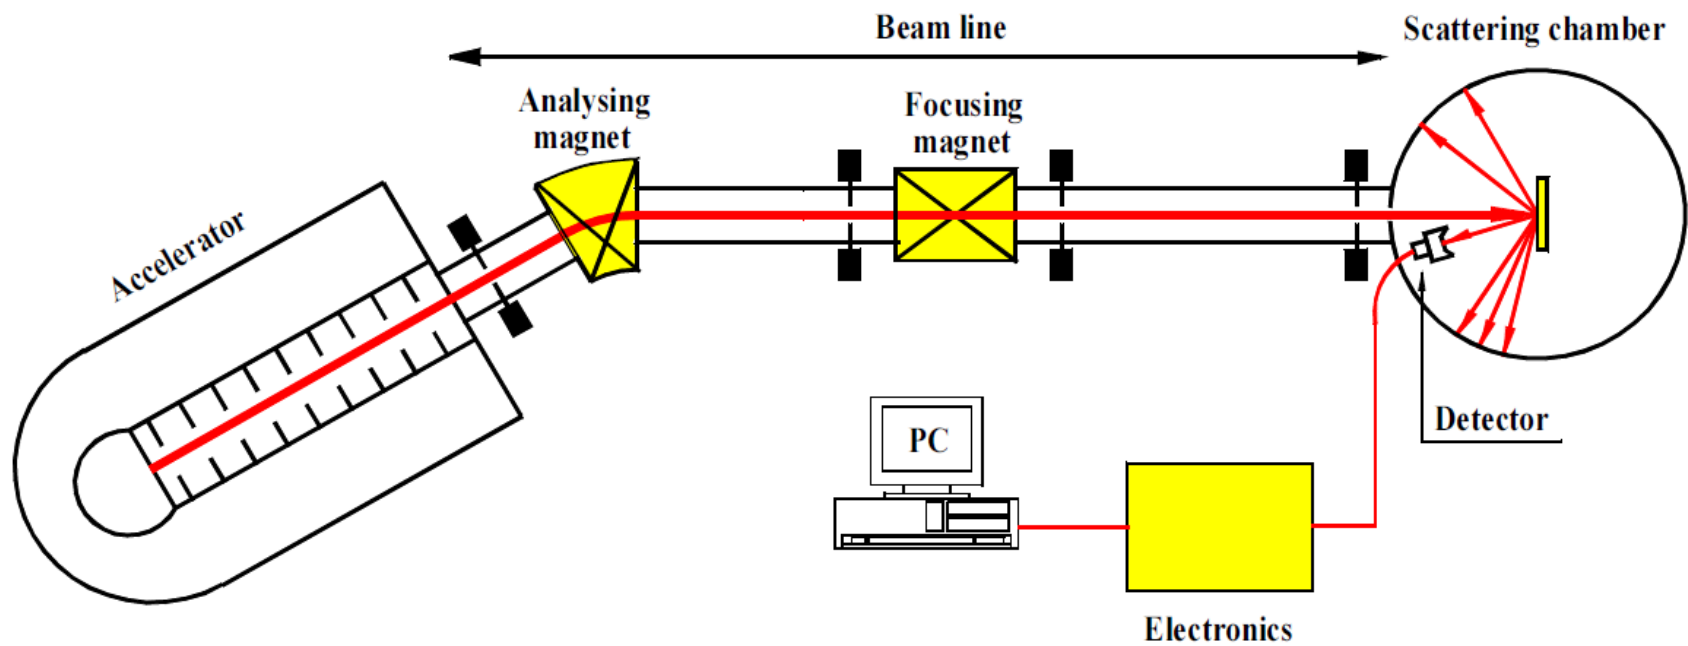 Beam line
Scattering chamber
Analysing
magnet
Focusing
magnet
Accelerator
Detector
PC
Electronics